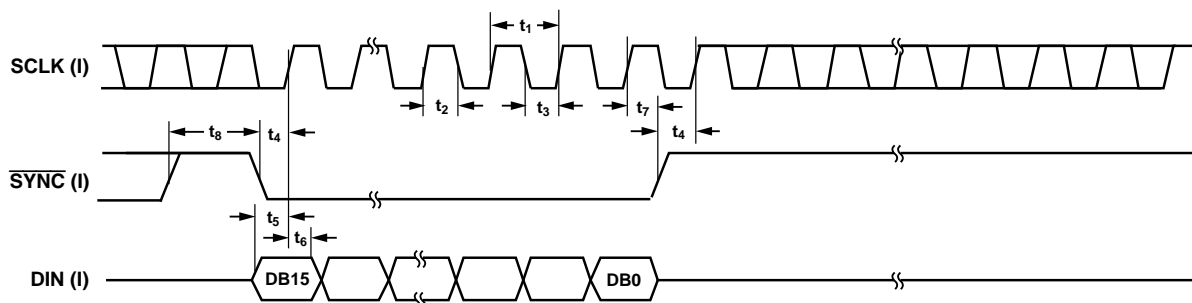 t1
SCLK (I)
t2
t3
t7
t8
t4
t4
SYNC (I)
t5
t6
DIN (I)
DB15
DB0